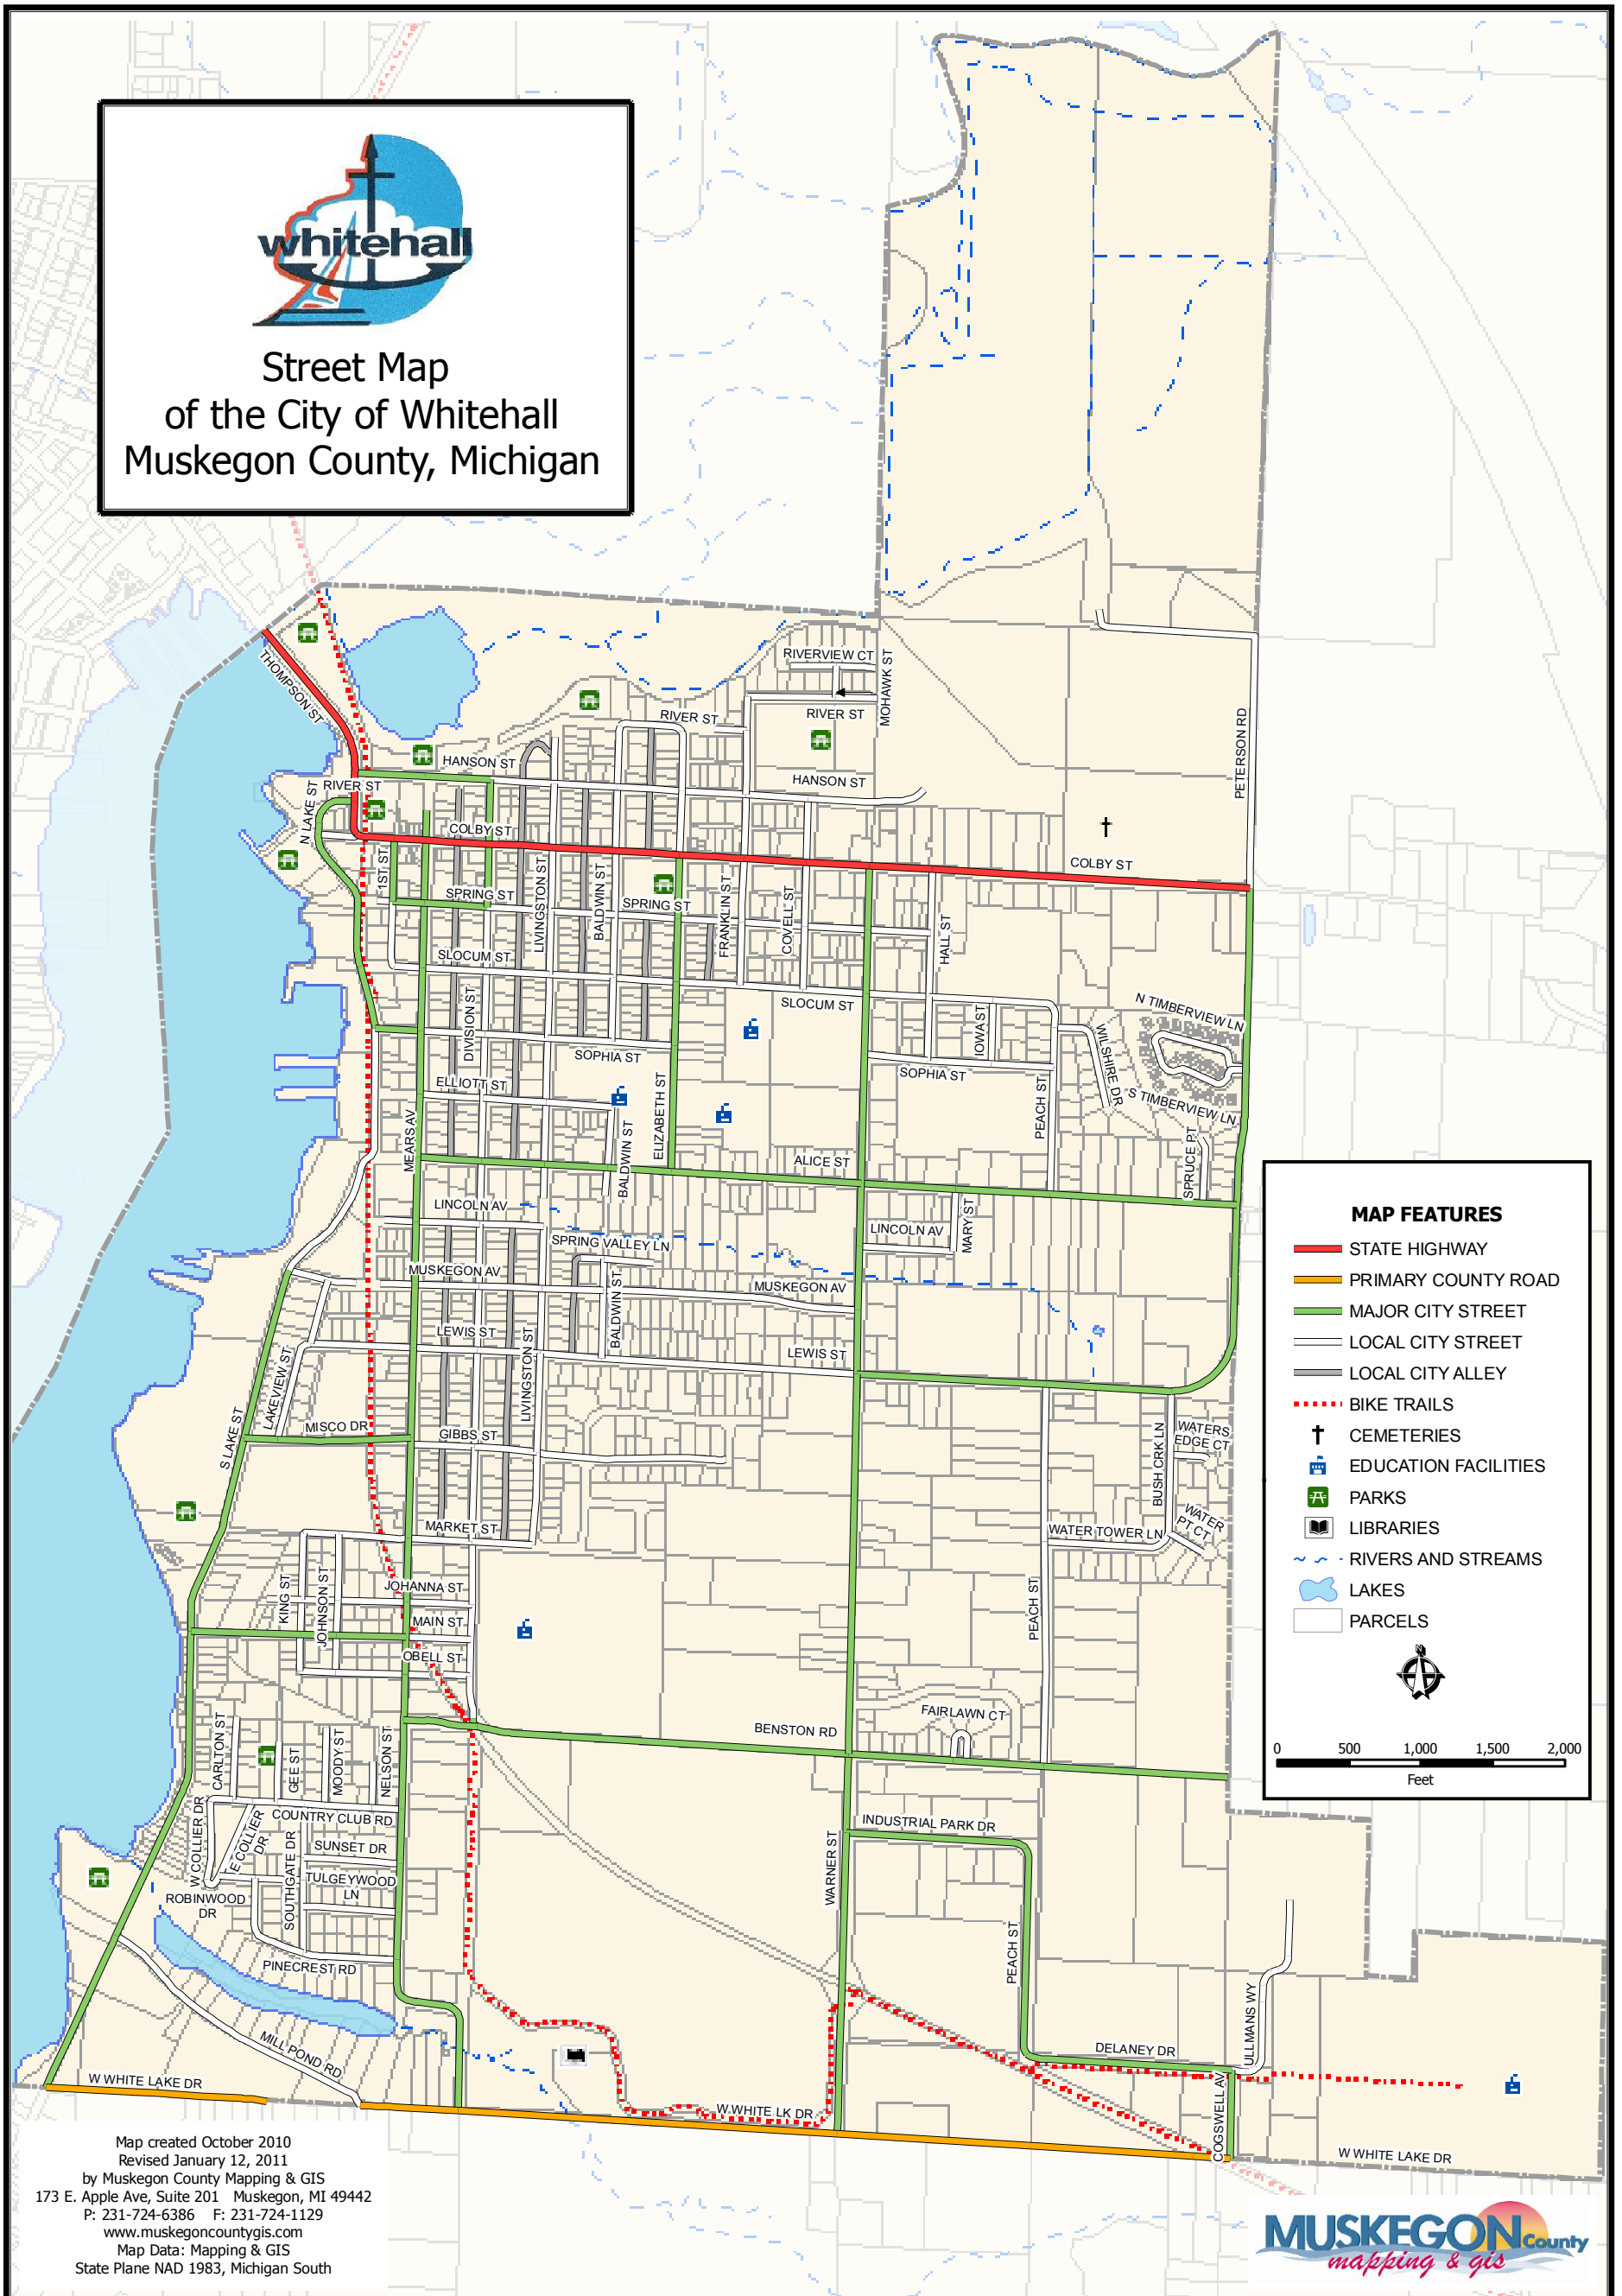 whitehall
Street Map
of the City of Whitehall
Muskegon County, Michigan
THOMPSON ST
RIVERVIEW CT
MOHAWK ST
RIVER ST
RIVER ST
PETERSON RD
HANSON ST
HANSON ST
RIVER ST
N LAKE ST
COLBY ST
COLBY ST
1ST ST
SPRING ST
LIVINGSTON ST
BALDWIN ST
SPRING ST
FRANKLIN ST
COVELL ST
HALL ST
SLOCUM ST
SLOCUM ST
N TIMBERVIEW LN
DIVISION ST
IOWA ST
WILSHIRE DR
SOPHIA ST
SOPHIA ST
ELLIOTT ST
ELIZABETH ST
PEACH ST
S TIMBERVIEW LN
MEARS AV
BALDWIN ST
ALICE ST
SPRUCE PT
LINCOLN AV
LINCOLN AV
MARY ST
SPRING VALLEY LN
MUSKEGON AV
MUSKEGON AV
BALDWIN ST
LEWIS ST
LEWIS ST
LAKEVIEW ST
LIVINGSTON ST
S LAKE ST
MISCO DR
GIBBS ST
BUSH CRK LN
WATERS
EDGE CT
MARKET ST
WATER TOWER LN
WATER
PT CT
KING ST
JOHNSON ST
JOHANNA ST
MAIN ST
PEACH ST
OBELL ST
FAIRLAWN CT
BENSTON RD
CARLTON ST
GEE ST
MOODY ST
NELSON ST
W COLLIER DR
E COLLIER
DR
COUNTRY CLUB RD
INDUSTRIAL PARK DR
SOUTHGATE DR
SUNSET DR
WARNER ST
TULGEYWOOD
LN
ROBINWOOD
DR
PEACH ST
PINECREST RD
ULLMANS WY
MILL POND RD
DELANEY DR
W WHITE LAKE DR
W WHITE LK DR
COGSWELL AV
W WHITE LAKE DR
MAP FEATURES
STATE HIGHWAY
PRIMARY COUNTY ROAD
MAJOR CITY STREET
LOCAL CITY STREET
LOCAL CITY ALLEY
BIKE TRAILS
CEMETERIES
EDUCATION FACILITIES
PARKS
LIBRARIES
RIVERS AND STREAMS
LAKES
PARCELS
N
0 500 1,000 1,500 2,000
Feet
Map created October 2010
Revised January 12, 2011
by Muskegon County Mapping & GIS
173 E. Apple Ave, Suite 201 Muskegon, MI 49442
P: 231-724-6386 F: 231-724-1129
www.muskegoncountygis.com
Map Data: Mapping & GIS
State Plane NAD 1983, Michigan South
MUSKEGON County
mapping & gis